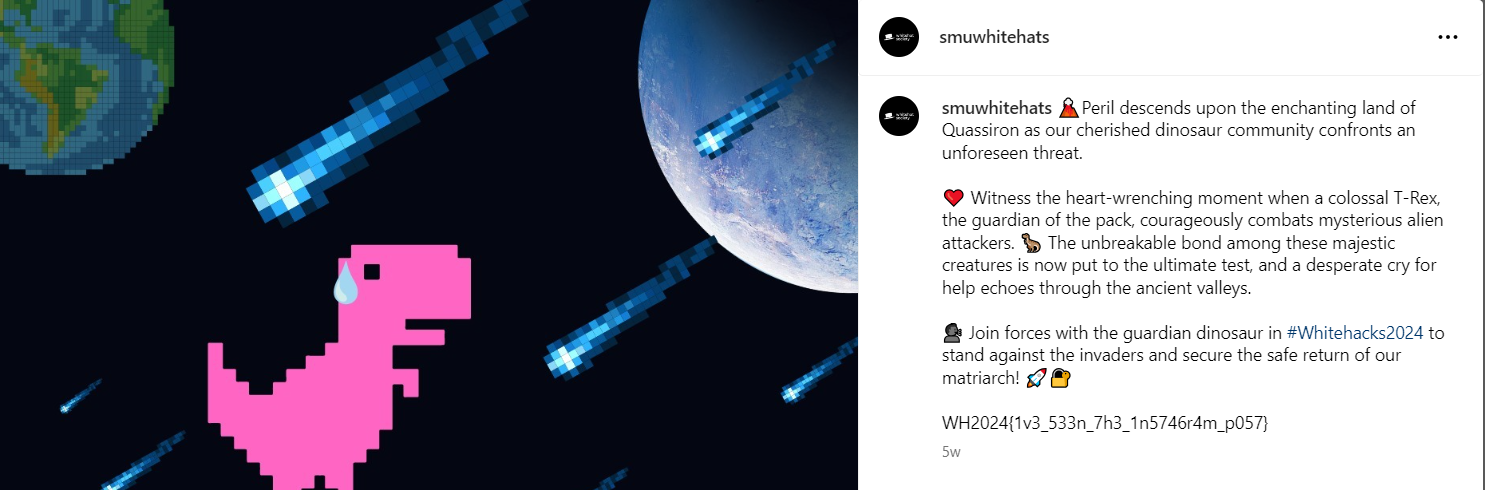 smuwhitehats
smuwhitehats 🌋Peril descends upon the enchanting land of
Quassiron as our cherished dinosaur community confronts an
unforeseen threat.
❤️ Witness the heart-wrenching moment when a colossal T-Rex,
the guardian of the pack, courageously combats mysterious alien
attackers. 🦖 The unbreakable bond among these majestic
creatures is now put to the ultimate test, and a desperate cry for
help echoes through the ancient valleys.
🗣️ Join forces with the guardian dinosaur in #Whitehacks2024 to
stand against the invaders and secure the safe return of our
matriarch! 🚀🔐
WH2024{1v3_533n_7h3_1n5746r4m_p057}
5w